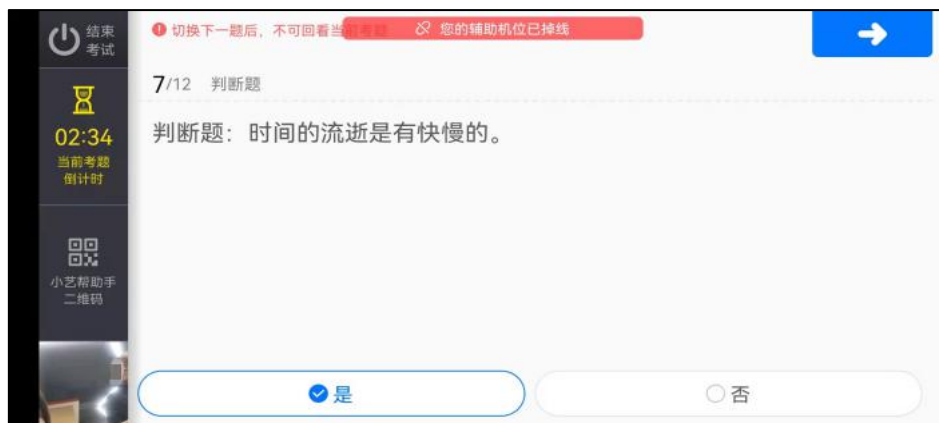 结束
考试
切换下一题后，不可回看当前考题
您的辅助机位已掉线
7/12 判断题
02:34
当前考题
倒计时
判断题：时间的流逝是有快慢的。
小艺帮助手
二维码
是
否